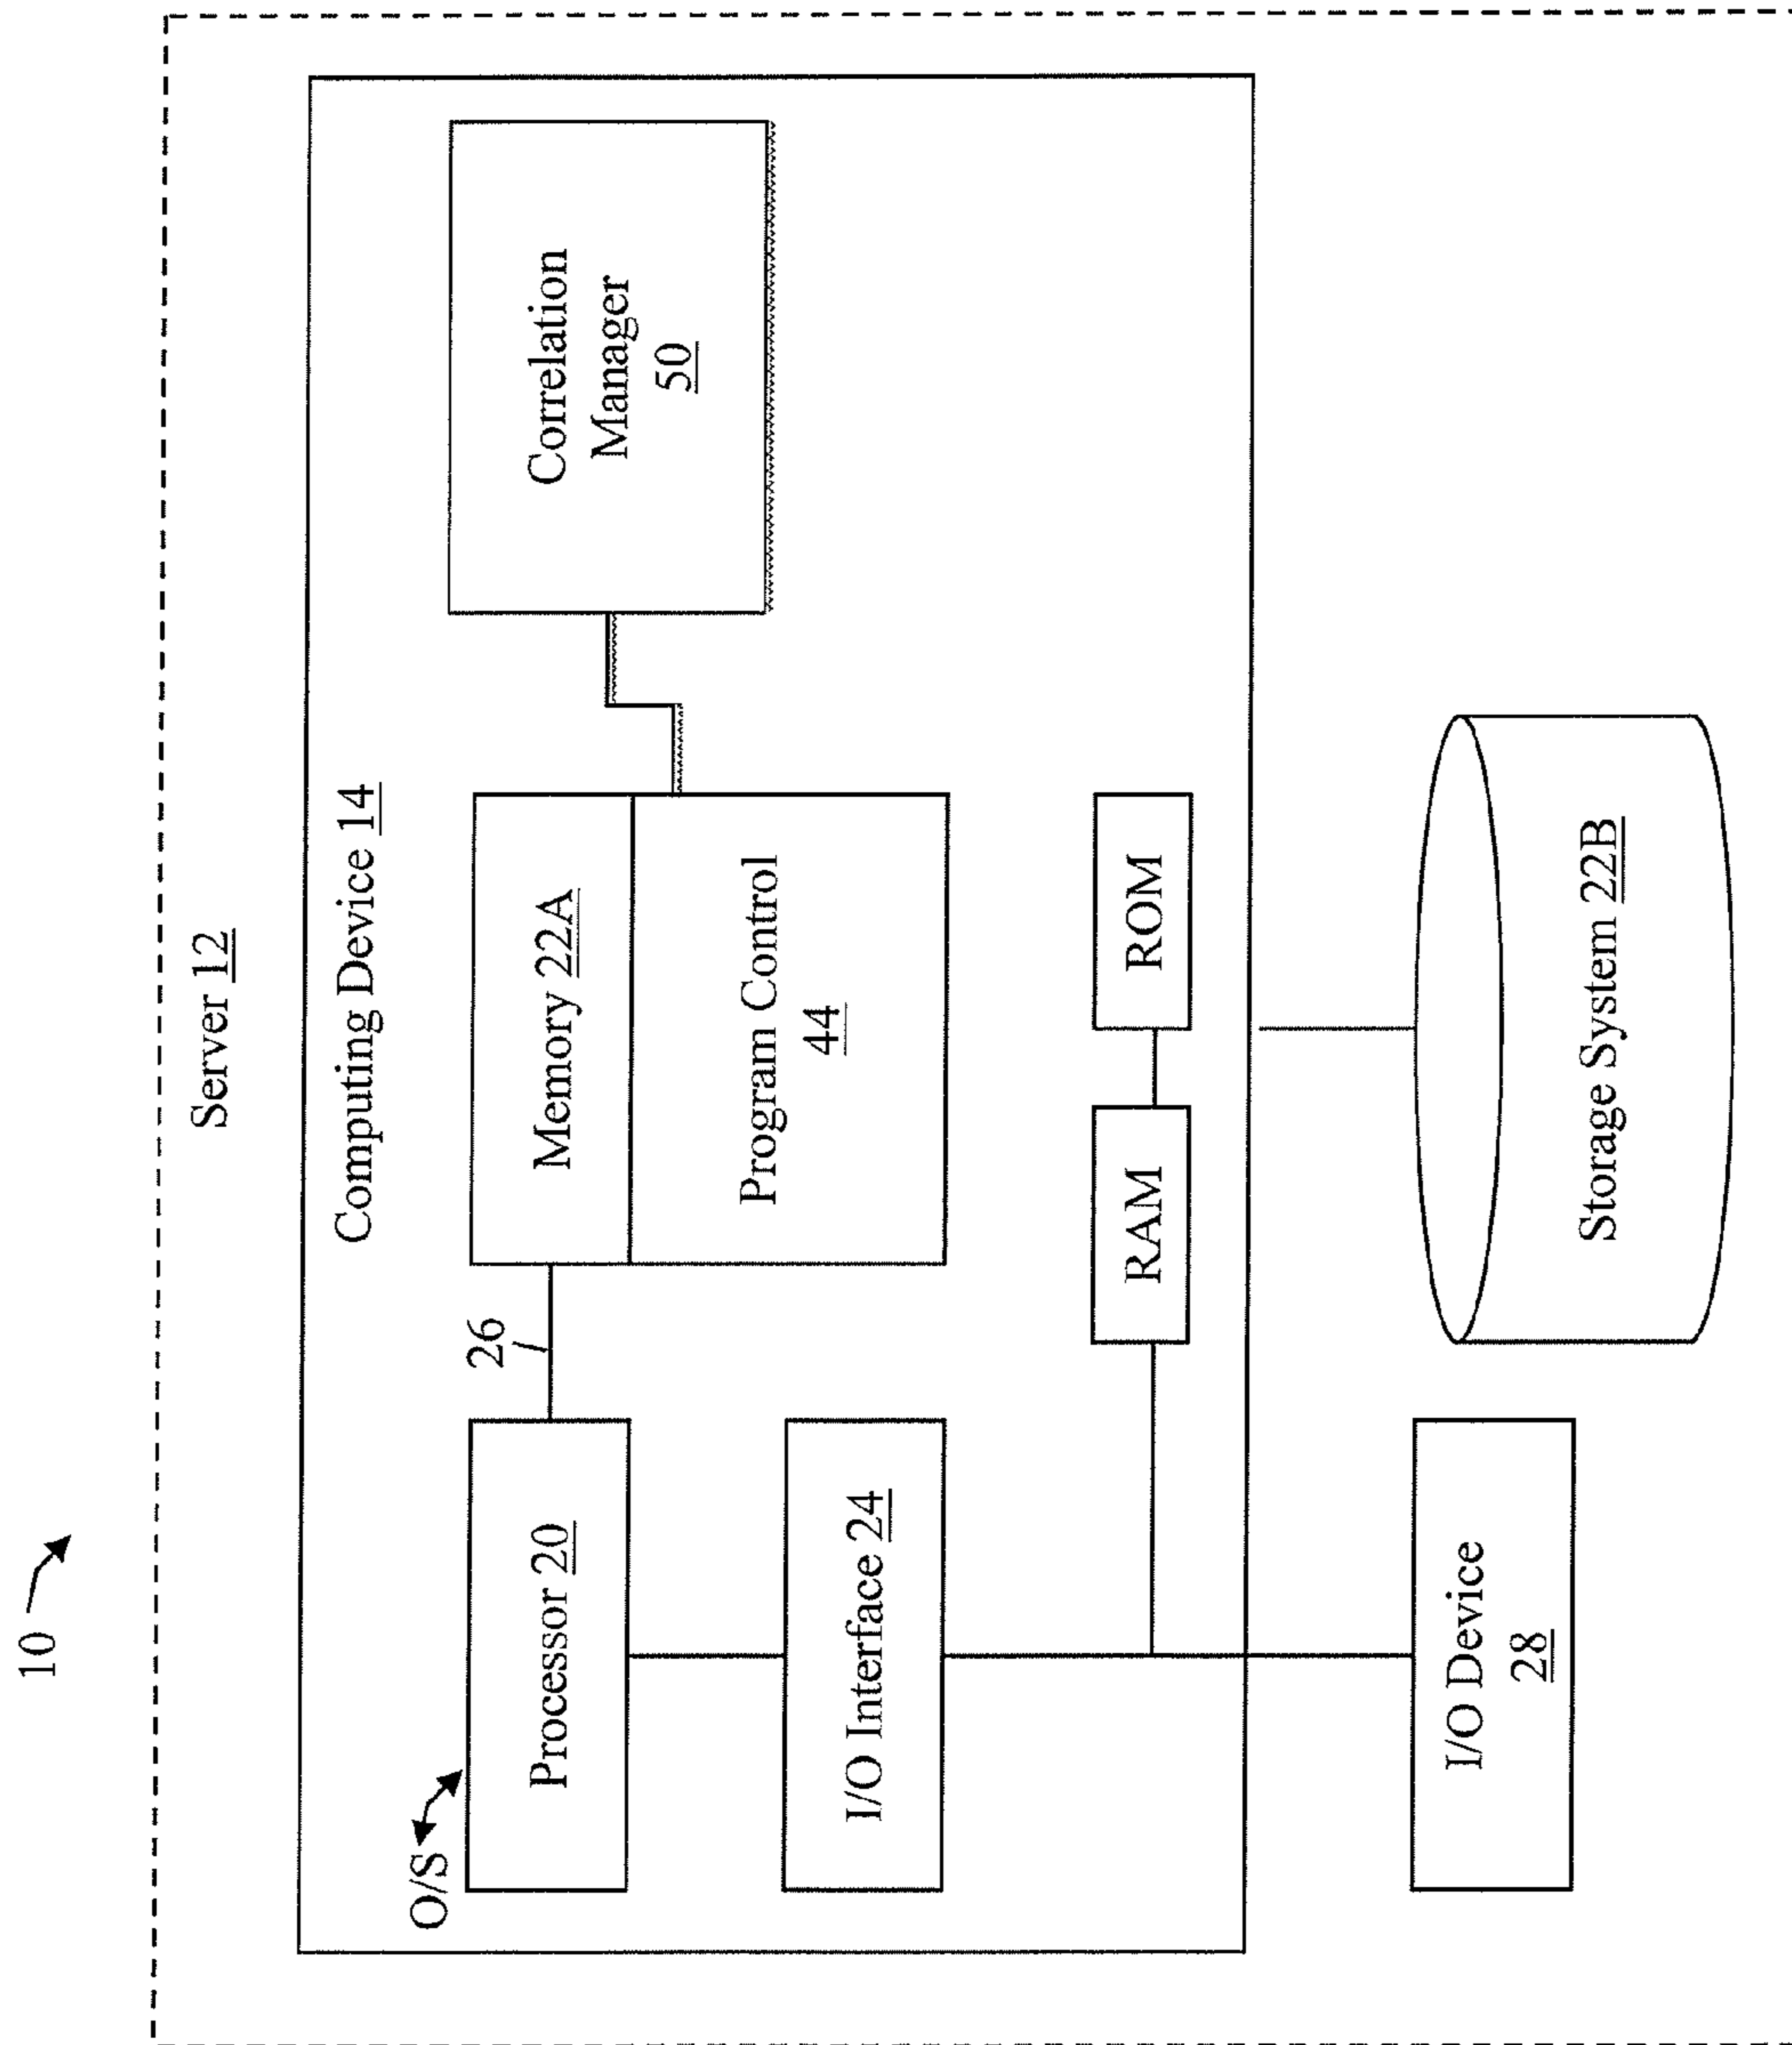 10
Server 12
Computing Device 14
O/S
Processor 20
26
Memory 22A
Program Control
44
Correlation
Manager
50
I/O Interface 24
RAM
ROM
I/O Device
28
Storage System 22B